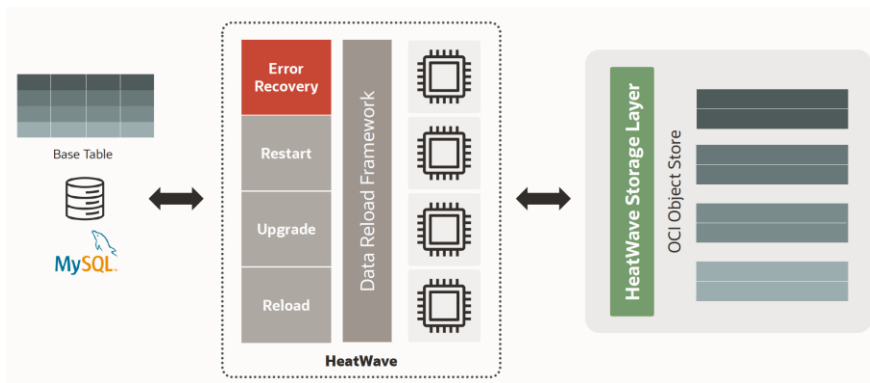 Base Table
MySQL
Error
Recovery
Restart
Upgrade
Reload
Data Reload Framework
HeatWave
HeatWave Storage Layer
OCI Object Store